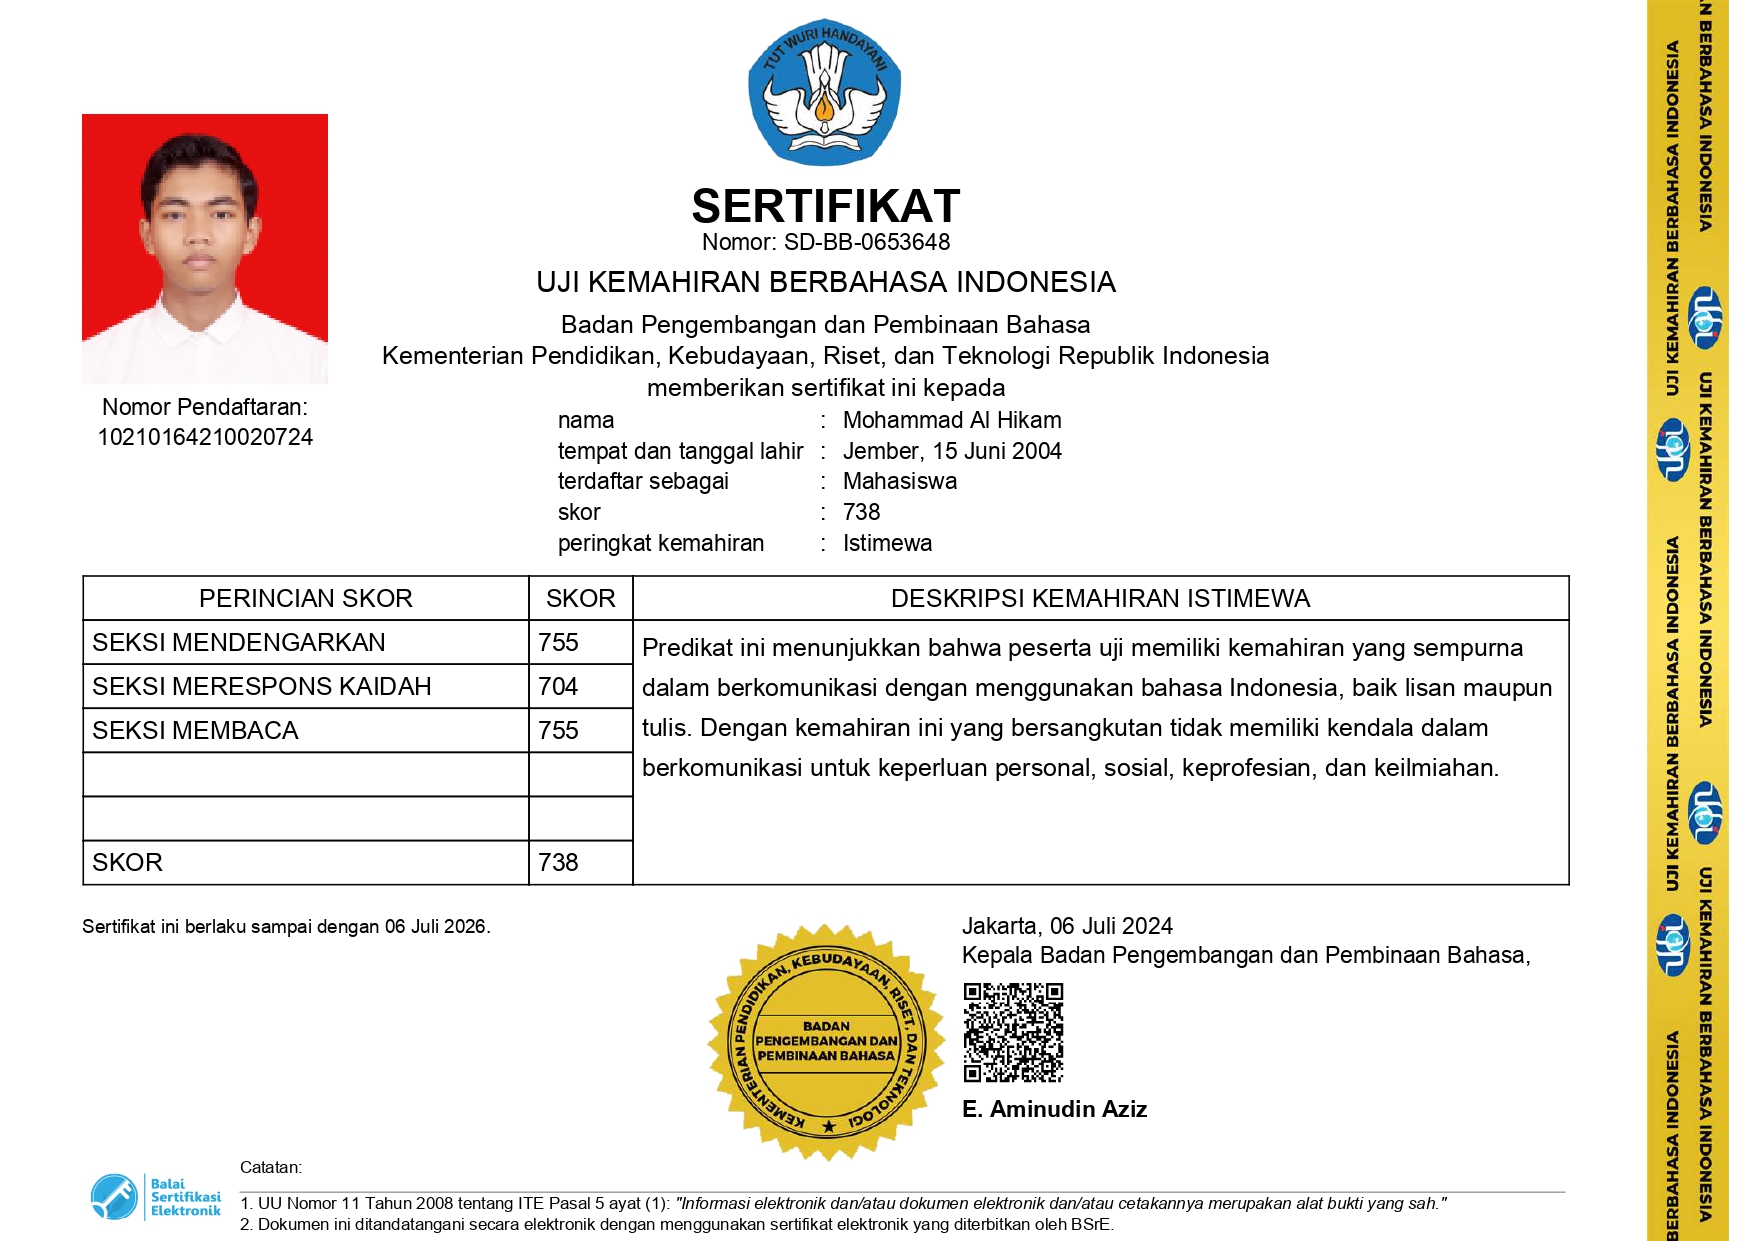 TUT WURI HANDAYANI
SERTIFIKAT
Nomor: SD-BB-0653648
UJI KEMAHIRAN BERBAHASA INDONESIA
Badan Pengembangan dan Pembinaan Bahasa
Kementerian Pendidikan, Kebudayaan, Riset, dan Teknologi Republik Indonesia
memberikan sertifikat ini kepada
Nomor Pendaftaran:
10210164210020724
nama : Mohammad Al Hikam
tempat dan tanggal lahir : Jember, 15 Juni 2004
terdaftar sebagai : Mahasiswa
skor : 738
peringkat kemahiran : Istimewa
PERINCIAN SKOR SKOR DESKRIPSI KEMAHIRAN ISTIMEWA
SEKSI MENDENGARKAN 755
SEKSI MERESPONS KAIDAH 704
SEKSI MEMBACA 755
SKOR 738
Predikat ini menunjukkan bahwa peserta uji memiliki kemahiran yang sempurna
dalam berkomunikasi dengan menggunakan bahasa Indonesia, baik lisan maupun
tulis. Dengan kemahiran ini yang bersangkutan tidak memiliki kendala dalam
berkomunikasi untuk keperluan personal, sosial, keprofesian, dan keilmiahan.
Sertifikat ini berlaku sampai dengan 06 Juli 2026.
Jakarta, 06 Juli 2024
Kepala Badan Pengembangan dan Pembinaan Bahasa,
KEMENTERIAN PENDIDIKAN, KEBUDAYAAN, RISET, DAN TEKNOLOGI
BADAN
PENGEMBANGAN DAN
PEMBINAAN BAHASA
E. Aminudin Aziz
Balai
Sertifikasi
Elektronik
Catatan:
1. UU Nomor 11 Tahun 2008 tentang ITE Pasal 5 ayat (1): "Informasi elektronik dan/atau dokumen elektronik dan/atau cetakannya merupakan alat bukti yang sah."
2. Dokumen ini ditandatangani secara elektronik dengan menggunakan sertifikat elektronik yang diterbitkan oleh BSrE.
UJI KEMAHIRAN BERBAHASA INDONESIA
ukbi
UJI KEMAHIRAN BERBAHASA INDONESIA
ukbi
BERBAHASA INDONESIA
N BERBAHASA INDONESIA
ukbi
UJI KEMAHIRAN BERBAHASA INDONESIA
ukbi
UJI KEMAHIRAN BERBAHASA INDONESIA